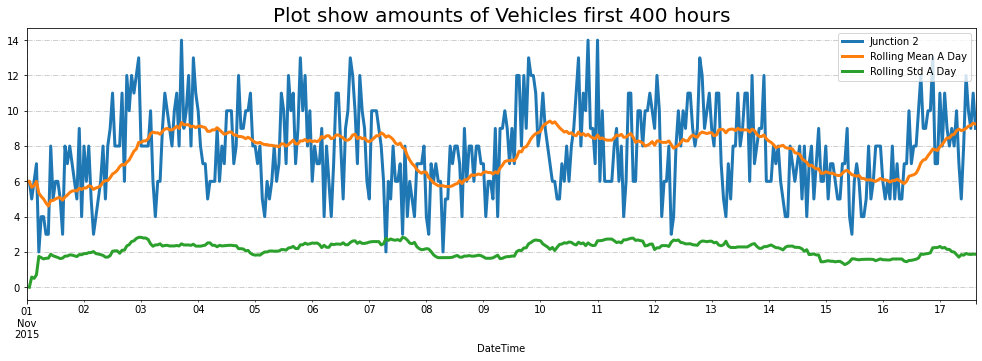 Plot show amounts of Vehicles first 400 hours
Junction 2
Rolling Mean A Day
Rolling Std A Day
14
12
10
8
6
4
2
0
01 02 03 04 05 06 07 08 09 10 11 12 13 14 15 16 17
Nov
2015
DateTime